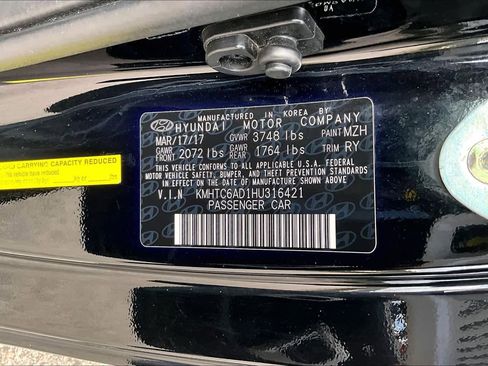 MANUFACTURED IN KOREA BY
HYUNDAI MOTOR COMPANY
MAR/17/17 GVWR 3748 lbs PAINT MZH
GAWR FRONT 2072 lbs GAWR REAR 1764 lbs TRIM RY
THIS VEHICLE CONFORMS TO ALL APPLICABLE U.S.A. FEDERAL
MOTOR VEHICLE SAFETY, BUMPER, AND THEFT PREVENTION
STANDARDS IN EFFECT ON THE DATE OF MANUFACTURE SHOWN ABOVE.
V.I.N KMHTC6AD1HU316421
PASSENGER CAR
CARRYING CAPACITY REDUCED